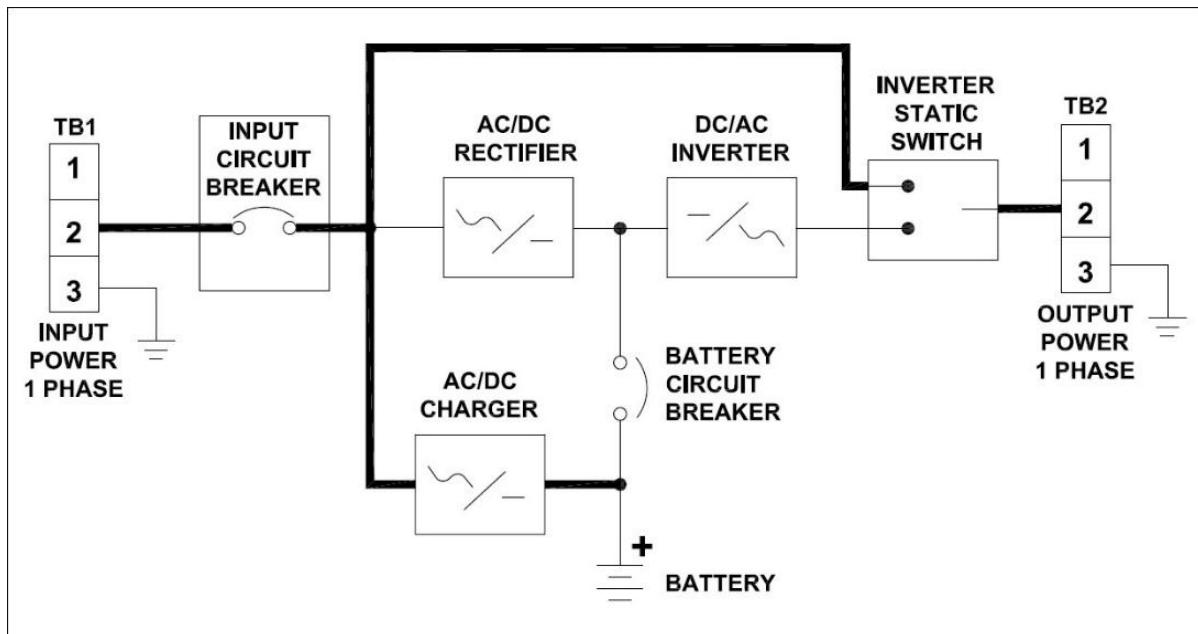 TB1
1
2
3
INPUT
POWER
1 PHASE
INPUT
CIRCUIT
BREAKER
AC/DC
RECTIFIER
DC/AC
INVERTER
INVERTER
STATIC
SWITCH
TB2
1
2
3
OUTPUT
POWER
1 PHASE
AC/DC
CHARGER
BATTERY
CIRCUIT
BREAKER
+
BATTERY